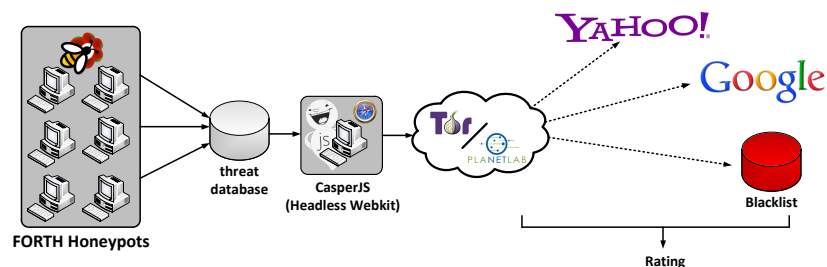 FORTH Honeypots
threat
database
JS
CasperJS
(Headless Webkit)
Tor
PLANETLAB
YAHOO!
Google
Blacklist
Rating